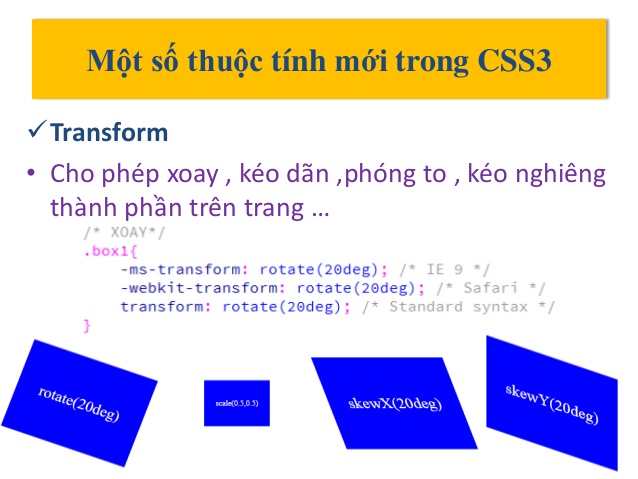 Một số thuộc tính mới trong CSS3
✓Transform
• Cho phép xoay , kéo dãn ,phóng to , kéo nghiêng
thành phần trên trang ...
/* XOAY*/
.box1{
-ms-transform: rotate(20deg); /* IE 9 */
-webkit-transform: rotate(20deg); /* Safari */
transform: rotate(20deg); /* Standard syntax */
}
rotate(20deg)
scale(0.5,0.5)
skewX(20deg)
skewY(20deg)